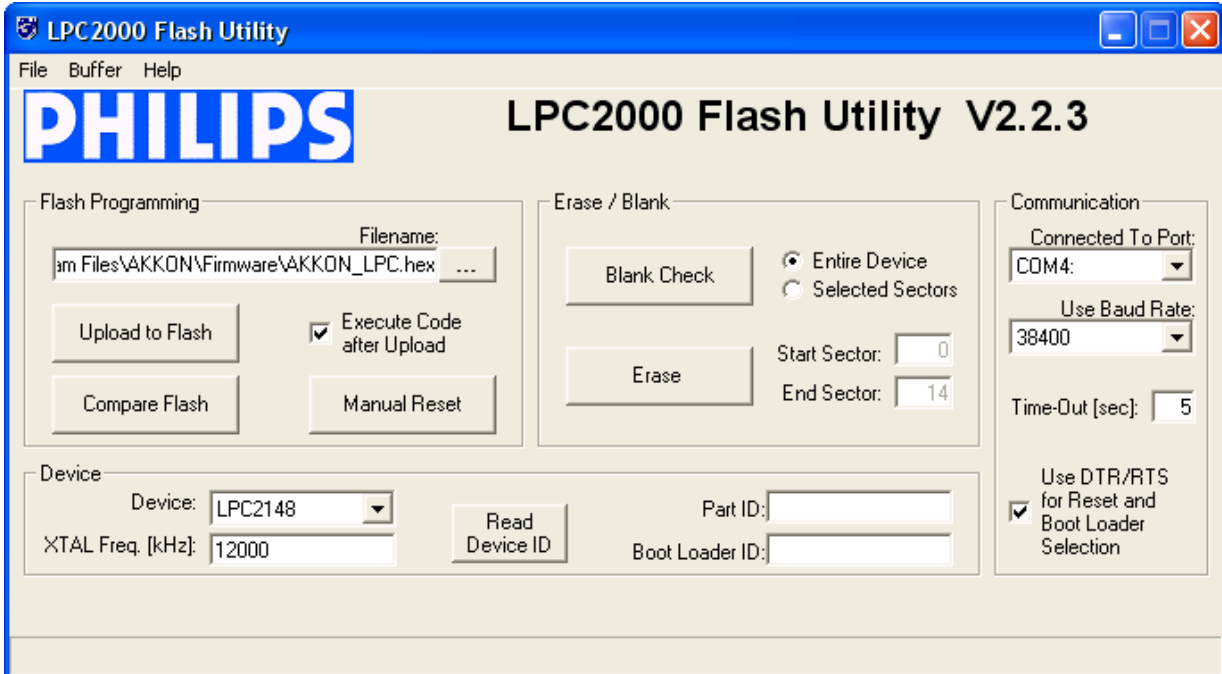 LPC2000 Flash Utility
File Buffer Help
PHILIPS
LPC2000 Flash Utility V2.2.3
Flash Programming
Filename:
am Files\AKKON\Firmware\AKKON_LPC.hex ...
Upload to Flash
Execute Code
after Upload
Compare Flash
Manual Reset
Erase / Blank
Blank Check
Entire Device
Selected Sectors
Erase
Start Sector: 0
End Sector: 14
Communication
Connected To Port:
COM4:
Use Baud Rate:
38400
Time-Out [sec]: 5
Use DTR/RTS
for Reset and
Boot Loader
Selection
Device
Device: LPC2148
XTAL Freq. [kHz]: 12000
Read
Device ID
Part ID:
Boot Loader ID: